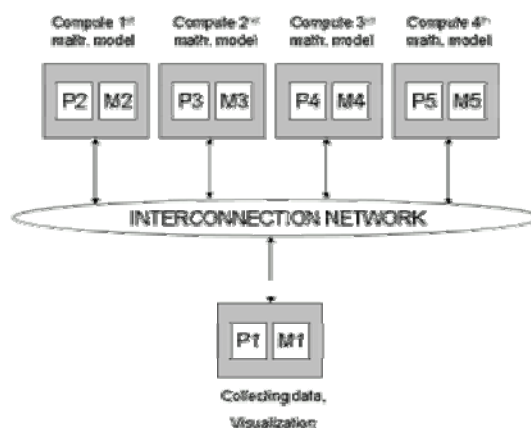 Compute 1st Compute 2nd Compute 3rd Compute 4th
math. model math. model math. model math. model
P2 M2 P3 M3 P4 M4 P5 M5
INTERCONNECTION NETWORK
P1 M1
Collecting data,
Visualization